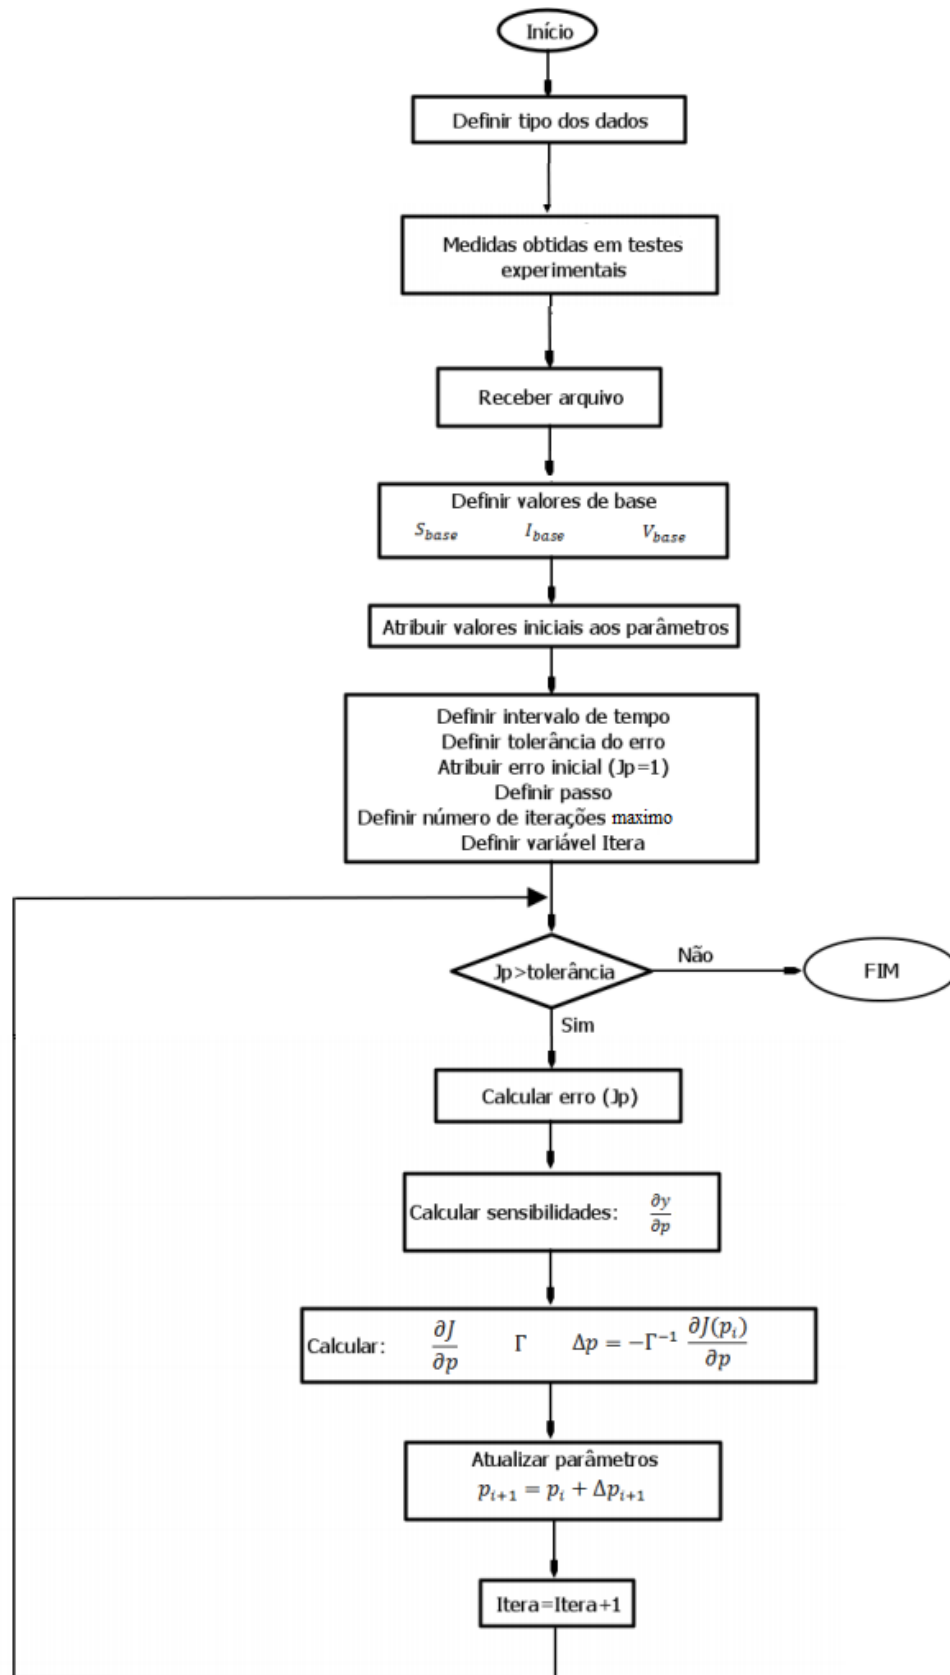 Início
Definir tipo dos dados
Medidas obtidas em testes
experimentais
Receber arquivo
Definir valores de base
S_base I_base V_base
Atribuir valores iniciais aos parâmetros
Definir intervalo de tempo
Definir tolerância do erro
Atribuir erro inicial (Jp=1)
Definir passo
Definir número de iterações maximo
Definir variável Itera
Jp>tolerância
Não
FIM
Sim
Calcular erro (Jp)
Calcular sensibilidades: ∂y/∂p
Calcular: ∂J/∂p Γ Δp = −Γ⁻¹ ∂J(p_i)/∂p
Atualizar parâmetros
p_{i+1} = p_i + Δp_{i+1}
Itera=Itera+1